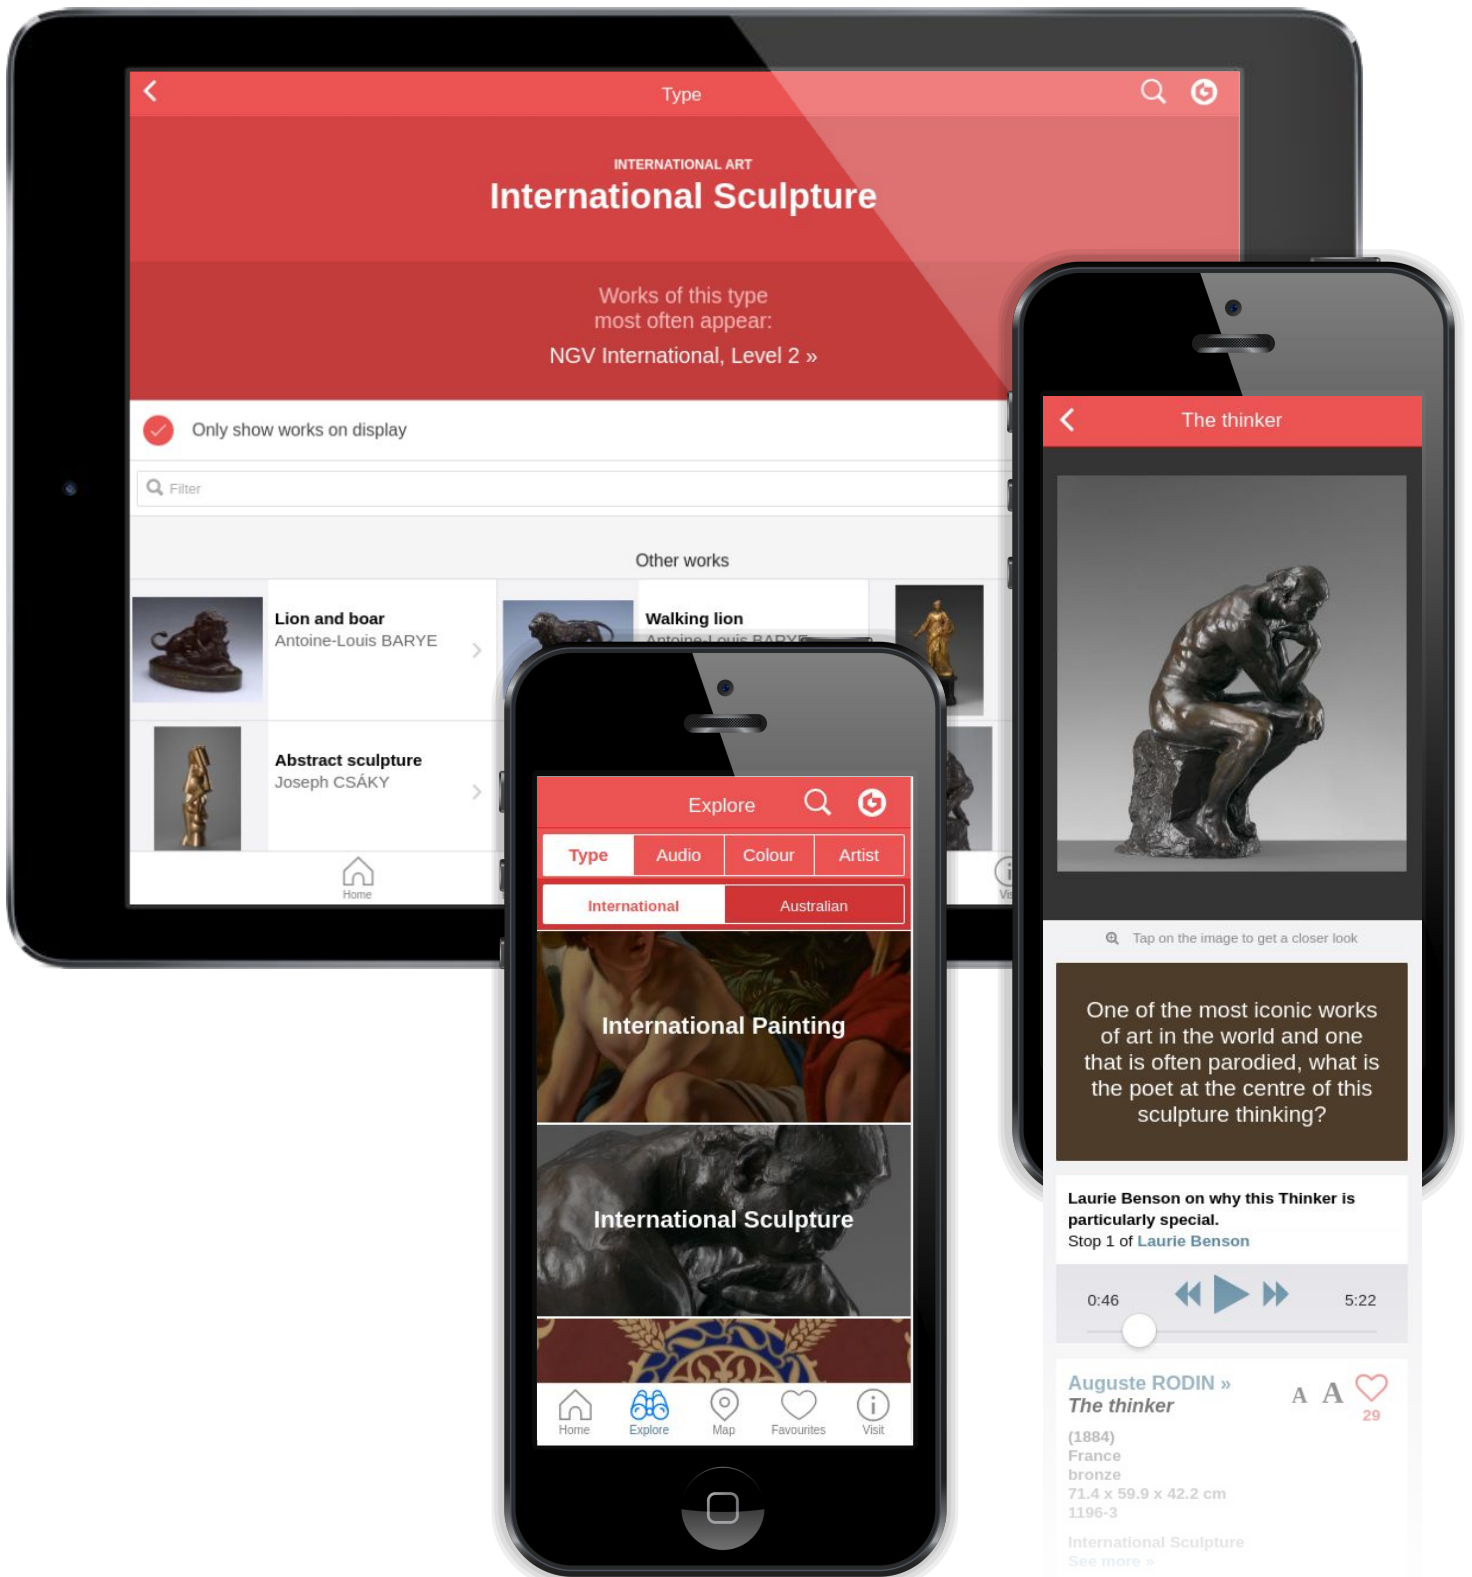 Type
INTERNATIONAL ART
International Sculpture
Works of this type
most often appear:
NGV International, Level 2 »
Only show works on display
Filter
Other works
Lion and boar
Antoine-Louis BARYE
Walking lion
Antoine-Louis BARYE
Abstract sculpture
Joseph CSÁKY
Home
Explore
Type Audio Colour Artist
International Australian
International Painting
International Sculpture
Home Explore Map Favourites Visit
The thinker
Tap on the image to get a closer look
One of the most iconic works
of art in the world and one
that is often parodied, what is
the poet at the centre of this
sculpture thinking?
Laurie Benson on why this Thinker is
particularly special.
Stop 1 of Laurie Benson
0:46 5:22
Auguste RODIN » A A
The thinker
29
(1884)
France
bronze
71.4 x 59.9 x 42.2 cm
1196-3
International Sculpture
See more »